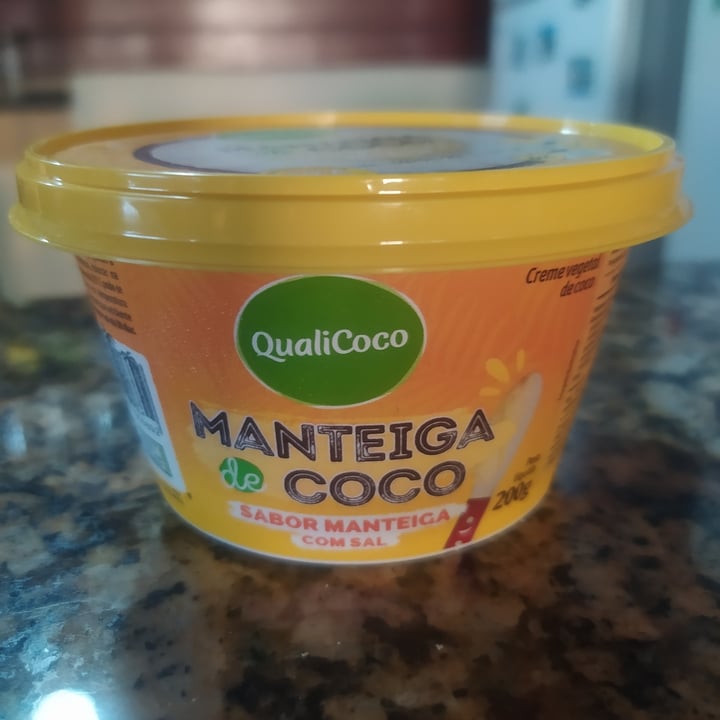 QualiCoco
MANTEIGA
de COCO
SABOR MANTEIGA
COM SAL
Creme vegetal
de coco
200g